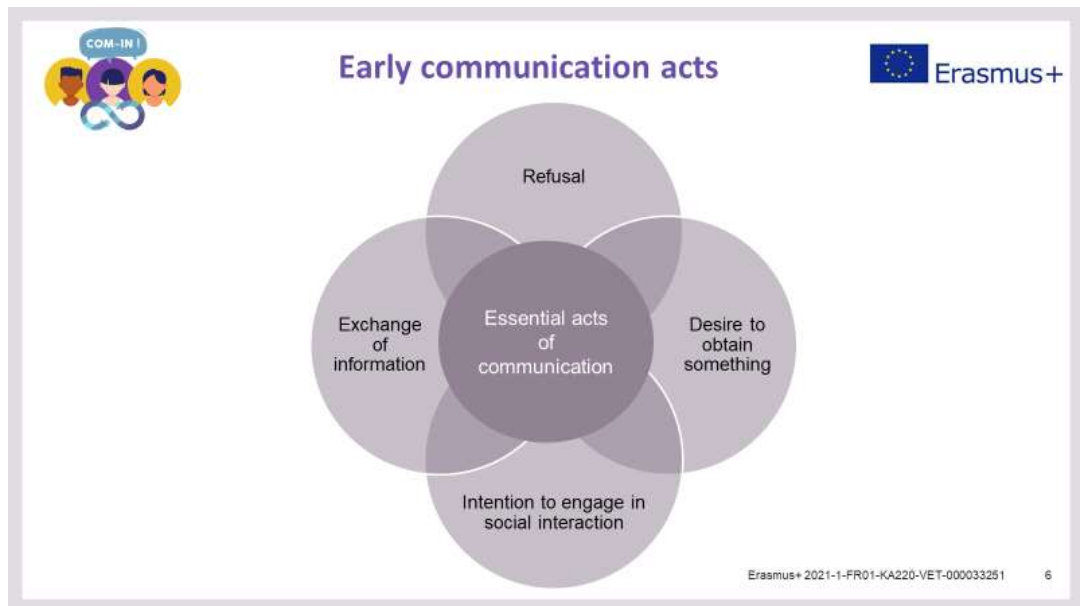 COM-IN !
Early communication acts
Erasmus+
Refusal
Exchange
of
information
Essential acts
of
communication
Desire to
obtain
something
Intention to engage in
social interaction
Erasmus+ 2021-1-FR01-KA220-VET-000033251
6